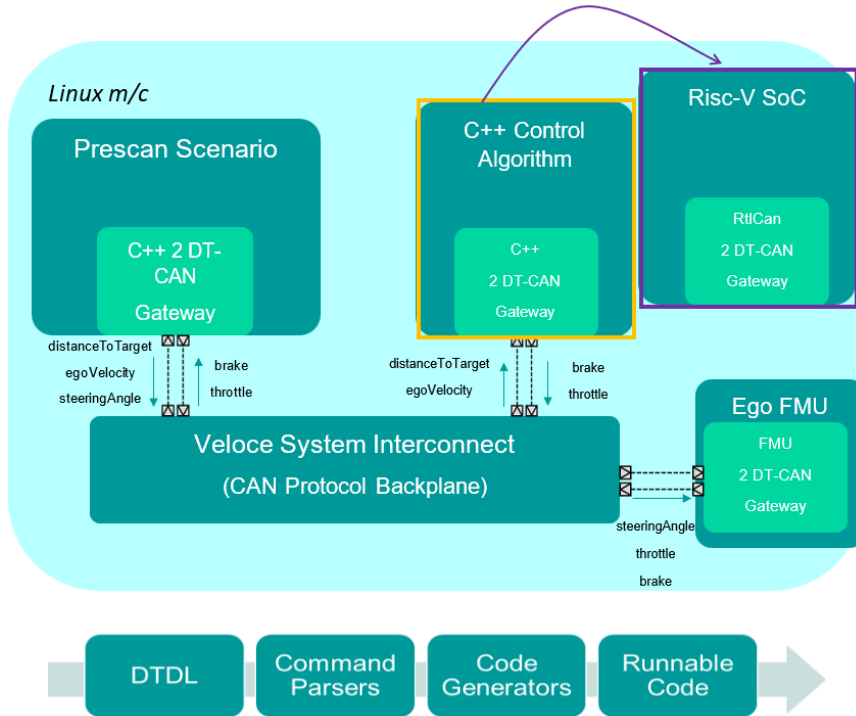 Linux m/c
Prescan Scenario
C++ 2 DT-
CAN
Gateway
C++ Control
Algorithm
C++
2 DT-CAN
Gateway
Risc-V SoC
RtlCan
2 DT-CAN
Gateway
distanceToTarget
egoVelocity
steeringAngle
brake
throttle
distanceToTarget
egoVelocity
brake
throttle
Veloce System Interconnect
(CAN Protocol Backplane)
Ego FMU
FMU
2 DT-CAN
Gateway
steeringAngle
throttle
brake
DTDL
Command
Parsers
Code
Generators
Runnable
Code